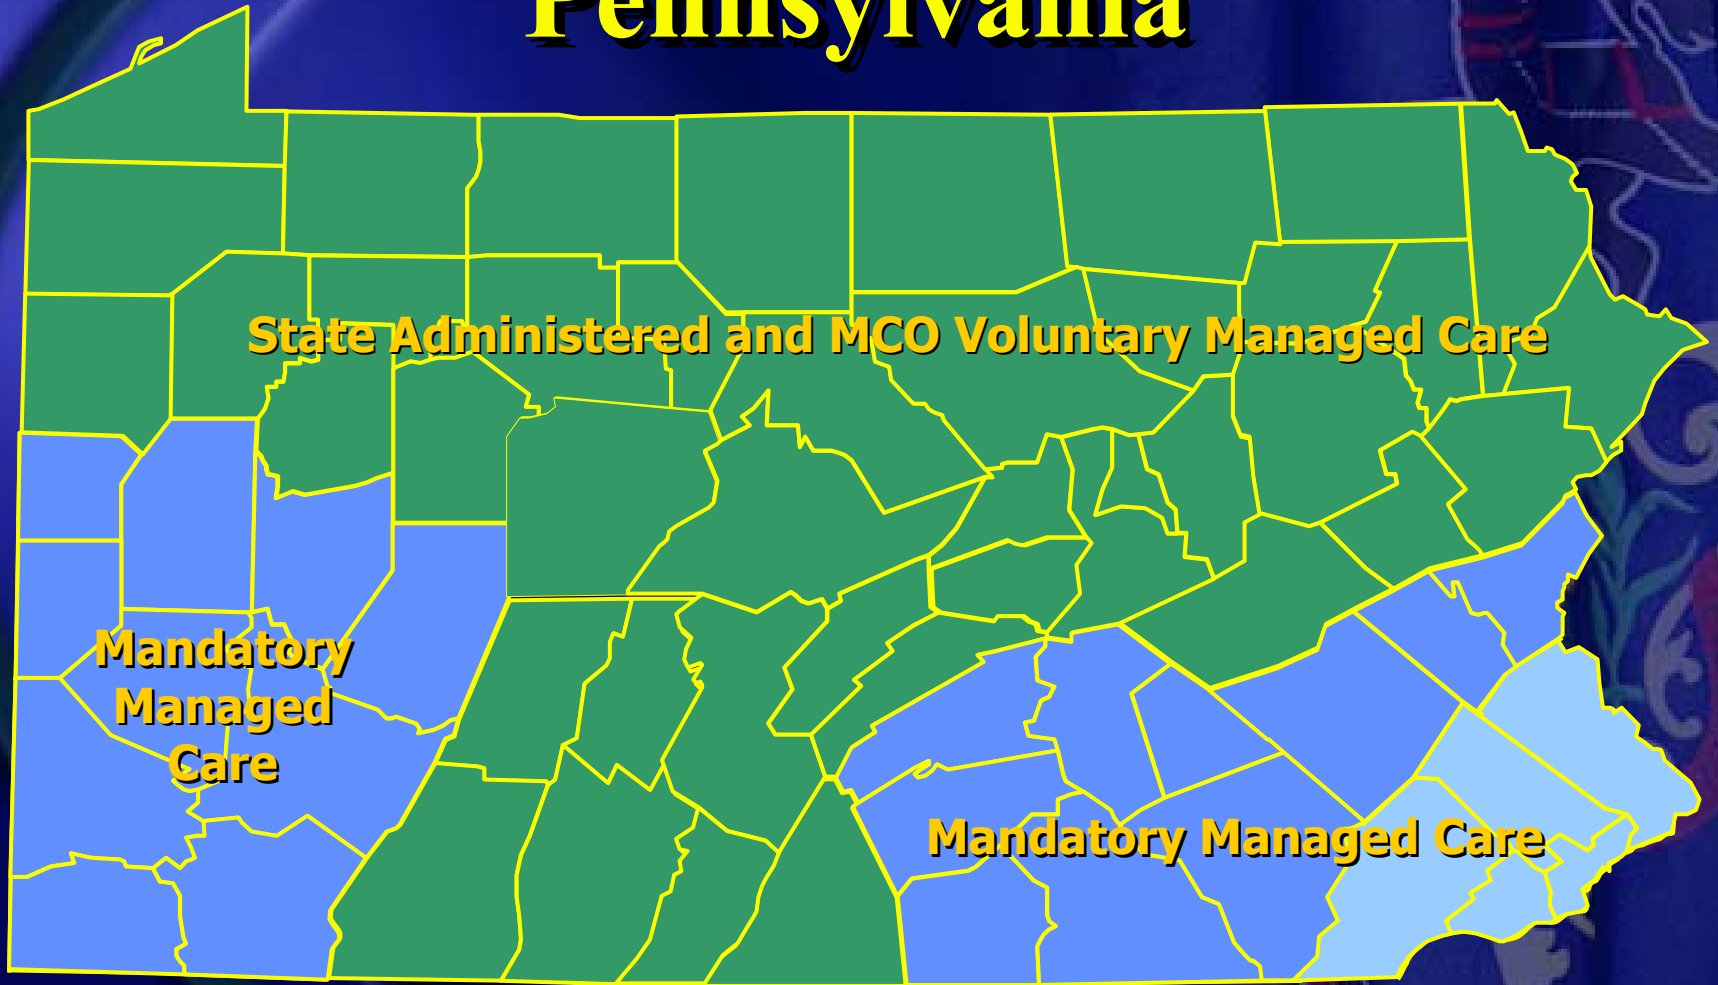 Pennsylvania
State Administered and MCO Voluntary Managed Care
Mandatory
Managed
Care
Mandatory Managed Care